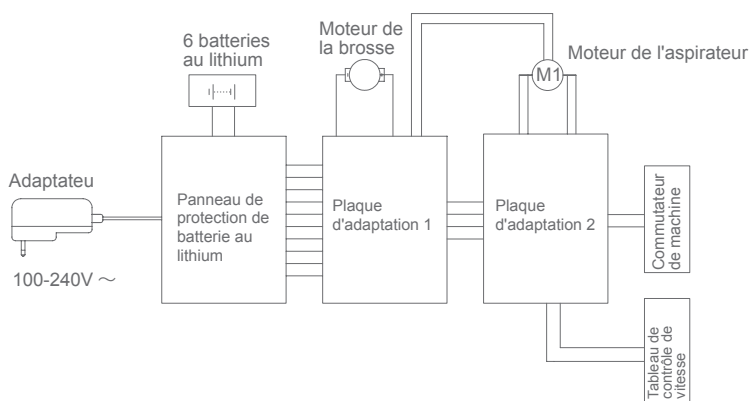 6 batteries
au lithium
Moteur de
la brosse
M1
Moteur de l'aspirateur
Adaptateu
100-240V ～
Panneau de
protection de
batterie au
lithium
Plaque
d'adaptation 1
Plaque
d'adaptation 2
Commutateur
de machine
Tableau de
contrôle de
vitesse